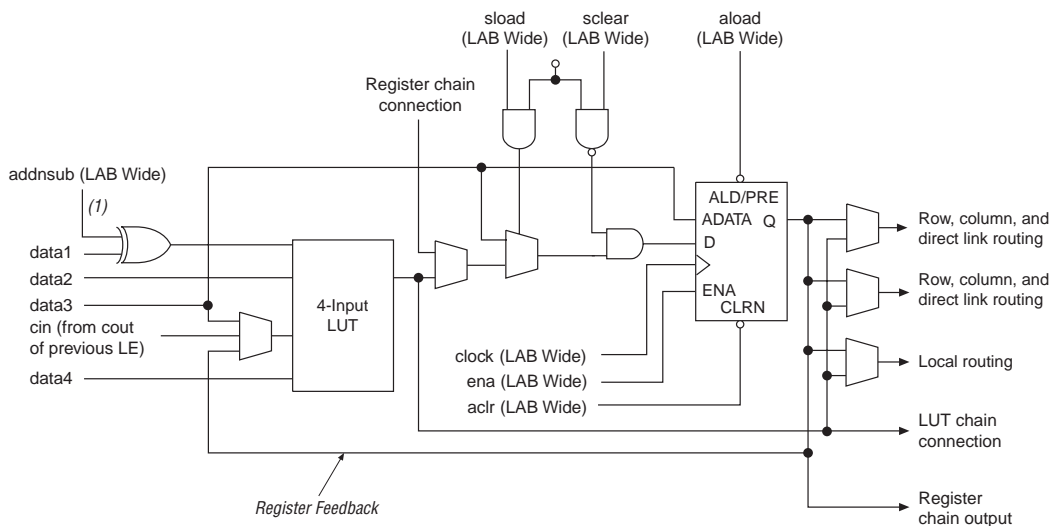 sload
(LAB Wide)
sclear
(LAB Wide)
aload
(LAB Wide)
Register chain
connection
addnsub (LAB Wide)
(1)
data1
data2
data3
cin (from cout
of previous LE)
data4
4-Input
LUT
ALD/PRE
ADATA
Q
D
ENA
CLRN
clock (LAB Wide)
ena (LAB Wide)
aclr (LAB Wide)
Row, column, and
direct link routing
Row, column, and
direct link routing
Local routing
LUT chain
connection
Register
chain output
Register Feedback